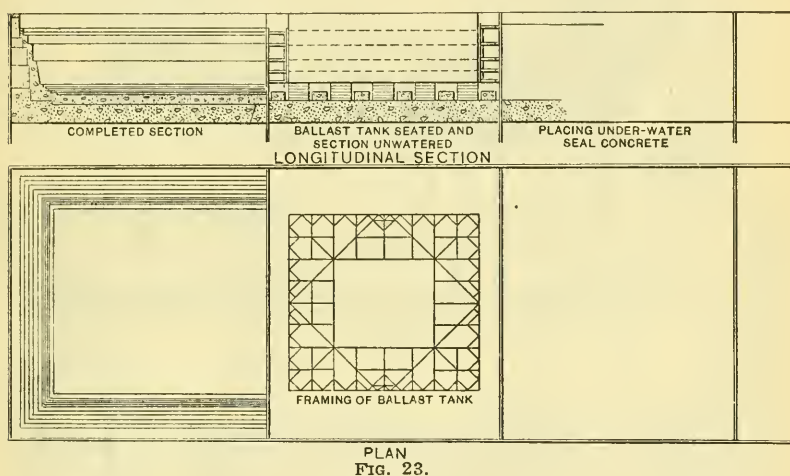 COMPLETED SECTION
BALLAST TANK SEATED AND
SECTION UNWATERED
PLACING UNDER-WATER
SEAL CONCRETE
LONGITUDINAL SECTION
FRAMING OF BALLAST TANK
PLAN
FIG. 23.